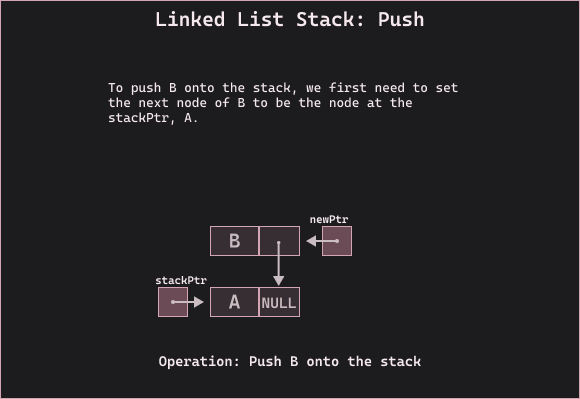 Linked List Stack: Push
To push B onto the stack, we first need to set
the next node of B to be the node at the
stackPtr, A.
newPtr
B
stackPtr
A NULL
Operation: Push B onto the stack